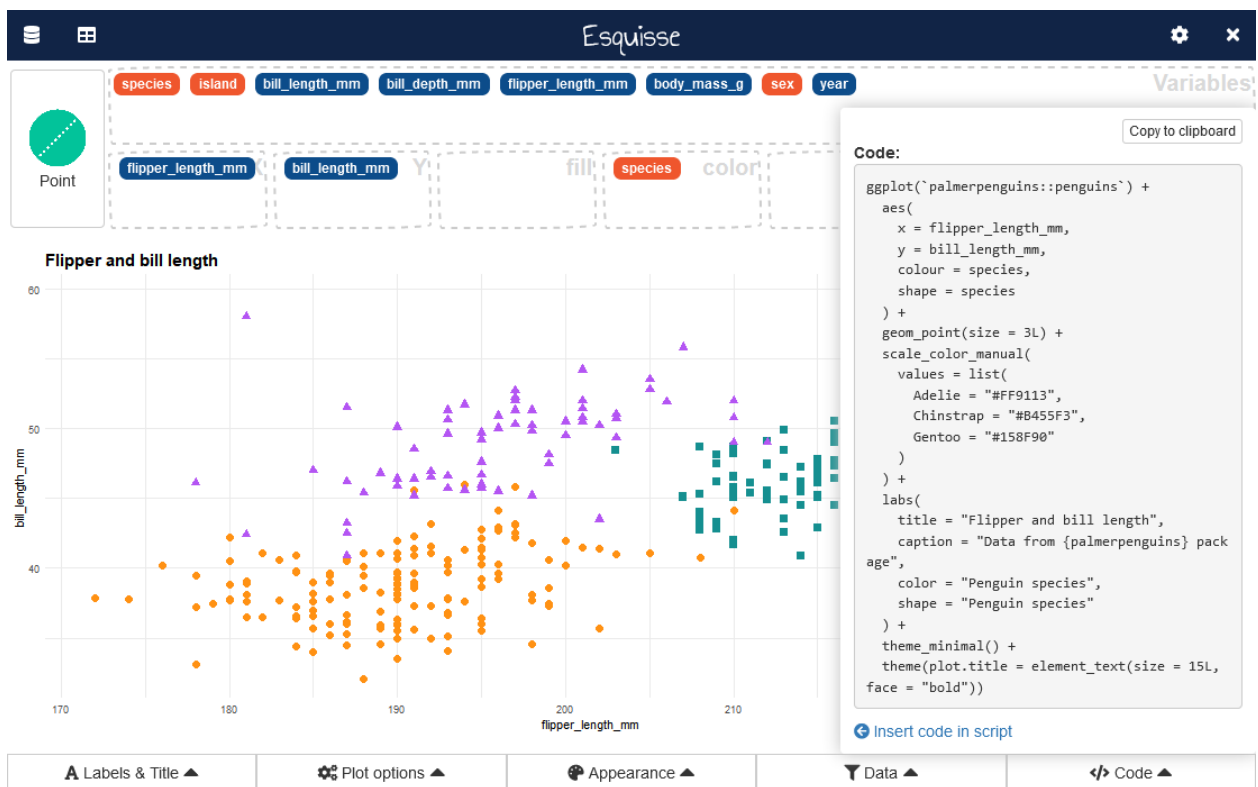 Esquisse
species island bill_length_mm bill_depth_mm flipper_length_mm body_mass_g sex year Variables
Point
flipper_length_mm X bill_length_mm Y fill species color
Copy to clipboard
Code:
ggplot(`palmerpenguins::penguins`) +
  aes(
    x = flipper_length_mm,
    y = bill_length_mm,
    colour = species,
    shape = species
  ) +
  geom_point(size = 3L) +
  scale_color_manual(
    values = list(
      Adelie = "#FF9113",
      Chinstrap = "#B455F3",
      Gentoo = "#158F90"
    )
  ) +
  labs(
    title = "Flipper and bill length",
    caption = "Data from {palmerpenguins} pack
age",
    color = "Penguin species",
    shape = "Penguin species"
  ) +
  theme_minimal() +
  theme(plot.title = element_text(size = 15L,
face = "bold"))
Insert code in script
Flipper and bill length
60
50
40
bill_length_mm
170 180 190 200 210
flipper_length_mm
A Labels & Title
Plot options
Appearance
Data
</> Code